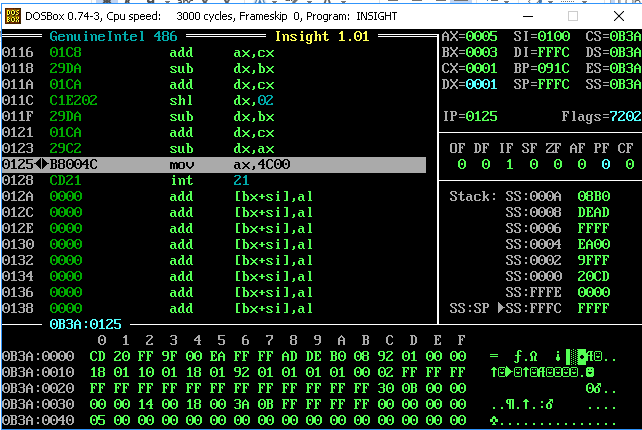 DOSBox 0.74-3, Cpu speed: 3000 cycles, Frameskip 0, Program: INSIGHT
GenuineIntel 486 Insight 1.01
0116 01C8 add ax,cx
0118 29DA sub dx,bx
011A 01CA add dx,cx
011C C1E202 shl dx,02
011F 29DA sub dx,bx
0121 01CA add dx,cx
0123 29C2 sub dx,ax
0125 B8004C mov ax,4C00
0128 CD21 int 21
012A 0000 add [bx+si],al
012C 0000 add [bx+si],al
012E 0000 add [bx+si],al
0130 0000 add [bx+si],al
0132 0000 add [bx+si],al
0134 0000 add [bx+si],al
0136 0000 add [bx+si],al
0138 0000 add [bx+si],al
0B3A:0125
AX=0005 SI=0100 CS=0B3A
BX=0003 DI=FFFC DS=0B3A
CX=0001 BP=091C ES=0B3A
DX=0001 SP=FFFC SS=0B3A
IP=0125 Flags=7202
OF DF IF SF ZF AF PF CF
0 0 1 0 0 0 0 0
Stack: SS:000A 08B0
SS:0008 DEAD
SS:0006 FFFF
SS:0004 EA00
SS:0002 9FFF
SS:0000 20CD
SS:FFFE 0000
SS:SP SS:FFFC FFFF
0 1 2 3 4 5 6 7 8 9 A B C D E F
0B3A:0000 CD 20 FF 9F 00 EA FF FF AD DE B0 08 92 01 00 00
0B3A:0010 18 01 10 01 18 01 92 01 01 01 01 00 02 FF FF FF
0B3A:0020 FF FF FF FF FF FF FF FF FF FF FF FF 30 0B 00 00
0B3A:0030 00 00 14 00 18 00 3A 0B FF FF FF FF 00 00 00 00
0B3A:0040 05 00 00 00 00 00 00 00 00 00 00 00 00 00 00 00